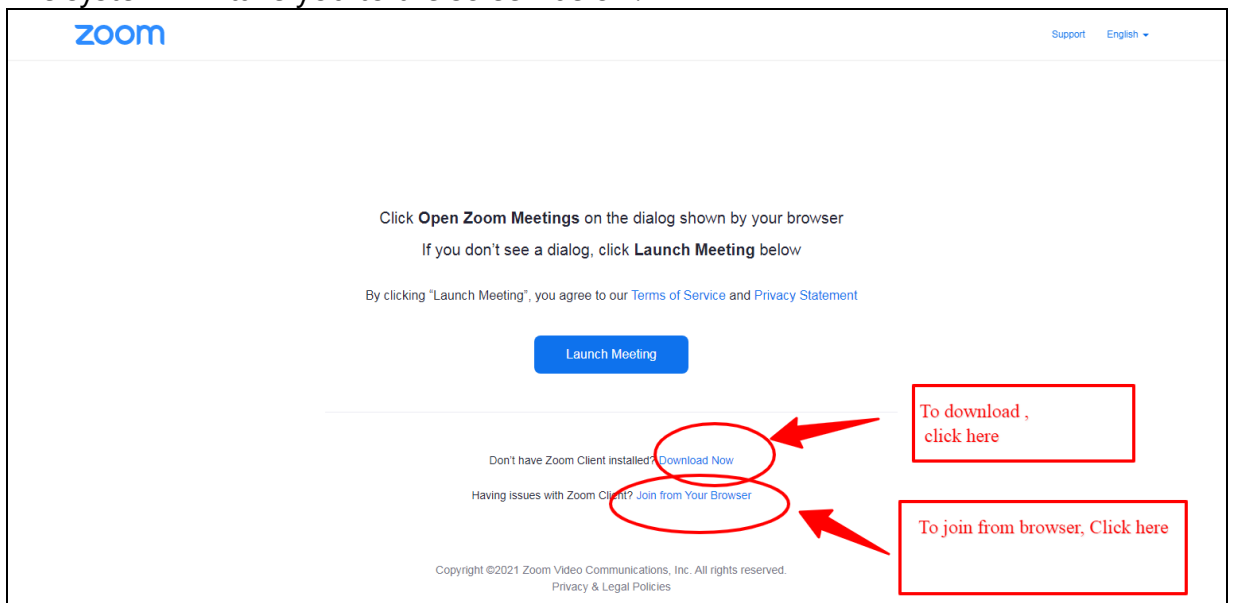 zoom
Support English
Click Open Zoom Meetings on the dialog shown by your browser
If you don't see a dialog, click Launch Meeting below
By clicking "Launch Meeting", you agree to our Terms of Service and Privacy Statement
Launch Meeting
To download ,
click here
Don't have Zoom Client installed? Download Now
Having issues with Zoom Client? Join from Your Browser
To join from browser, Click here
Copyright ©2021 Zoom Video Communications, Inc. All rights reserved.
Privacy & Legal Policies